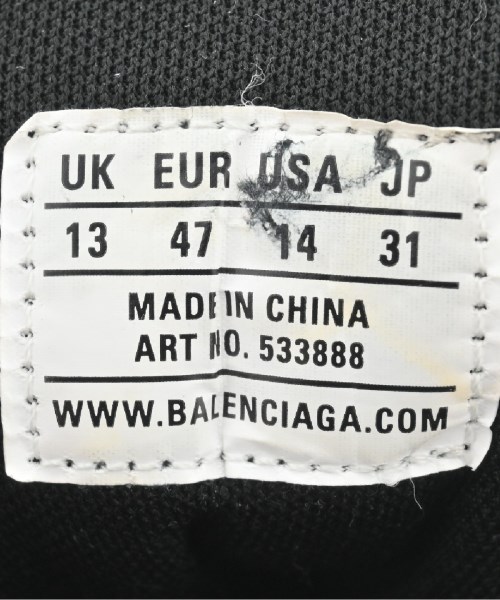 UK EUR USA JP
13 47 14 31
MADE IN CHINA
ART NO. 533888
WWW.BALENCIAGA.COM